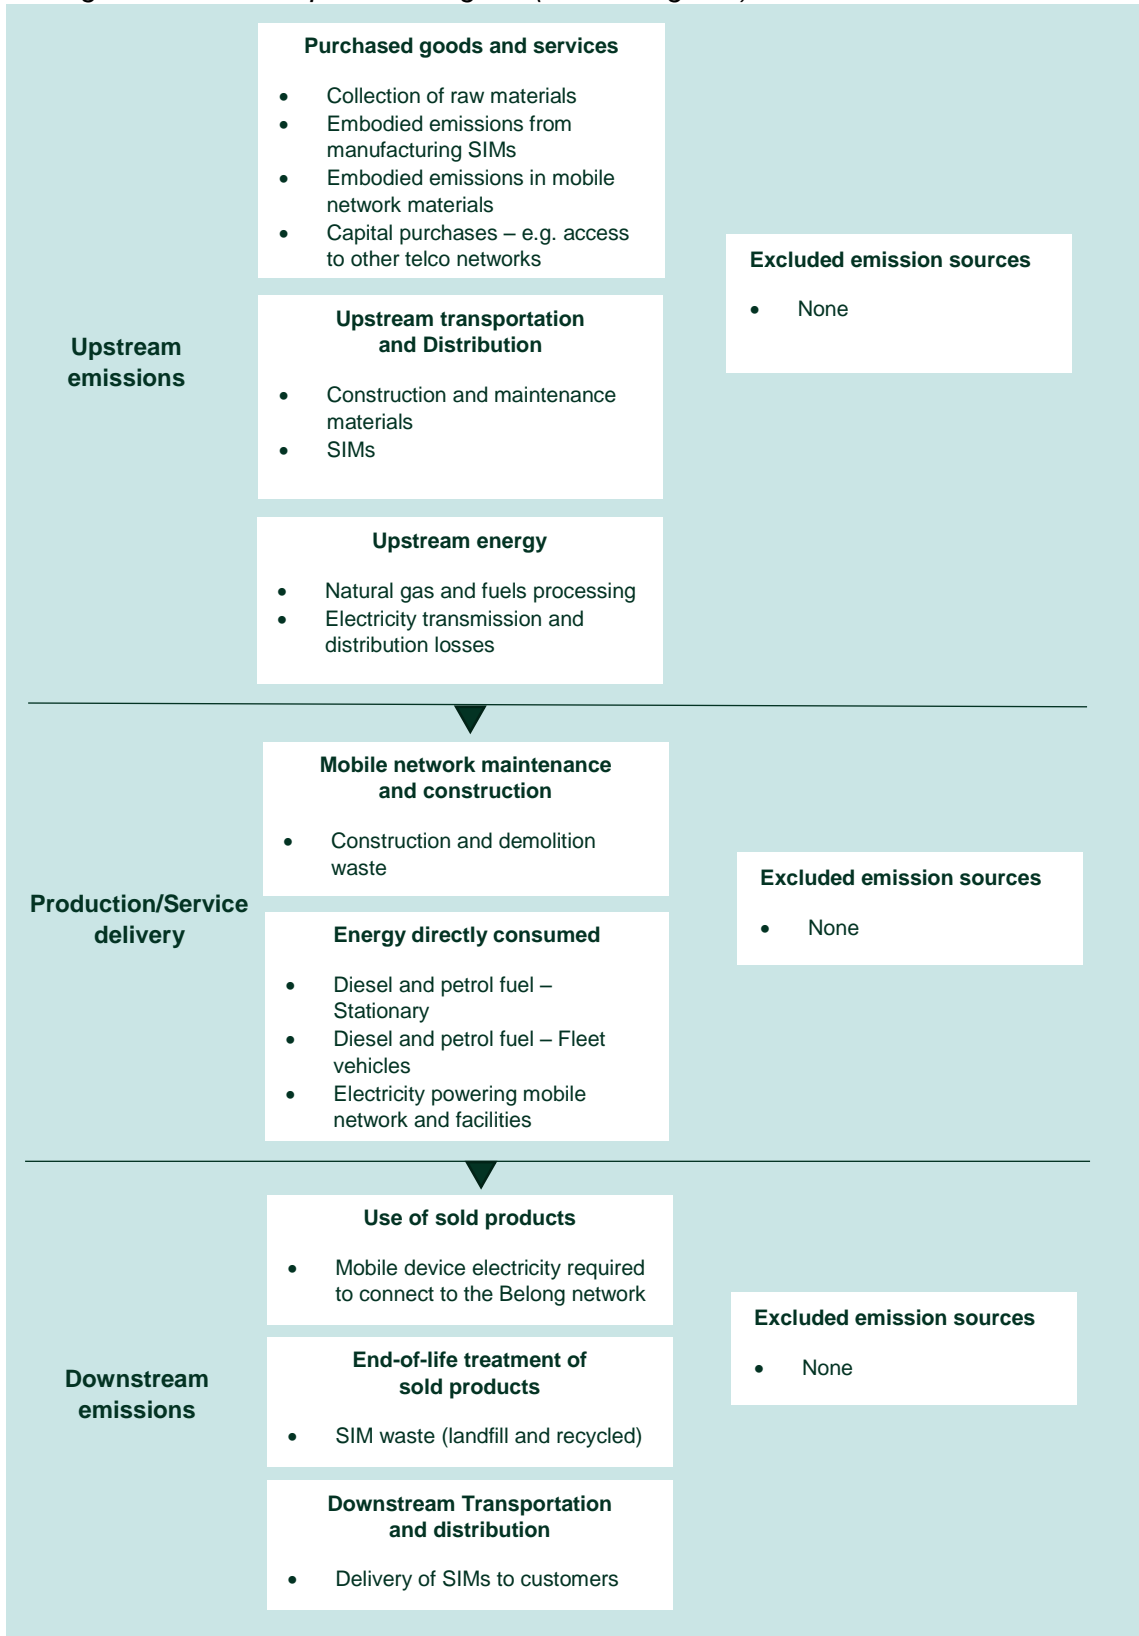 Purchased goods and services
• Collection of raw materials
• Embodied emissions from
manufacturing SIMs
• Embodied emissions in mobile
network materials
• Capital purchases – e.g. access
to other telco networks
Excluded emission sources
• None
Upstream
emissions
Upstream transportation
and Distribution
• Construction and maintenance
materials
• SIMs
Upstream energy
• Natural gas and fuels processing
• Electricity transmission and
distribution losses
Mobile network maintenance
and construction
• Construction and demolition
waste
Excluded emission sources
• None
Production/Service
delivery
Energy directly consumed
• Diesel and petrol fuel –
Stationary
• Diesel and petrol fuel – Fleet
vehicles
• Electricity powering mobile
network and facilities
Use of sold products
• Mobile device electricity required
to connect to the Belong network
Excluded emission sources
• None
Downstream
emissions
End-of-life treatment of
sold products
• SIM waste (landfill and recycled)
Downstream Transportation
and distribution
• Delivery of SIMs to customers